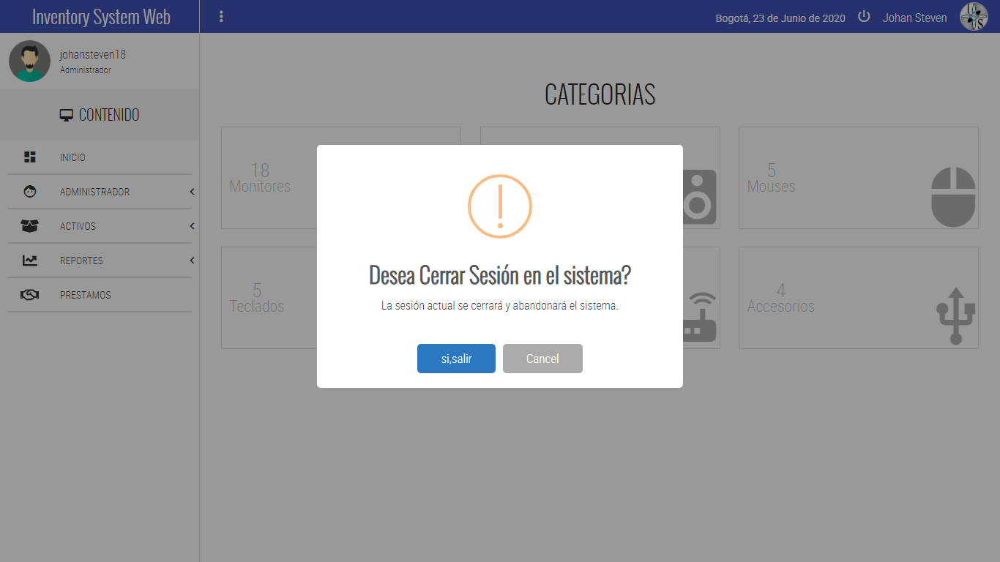 Inventory System Web
Bogotá, 23 de Junio de 2020
Johan Steven
johansteven18
Administrador
CONTENIDO
INICIO
ADMINISTRADOR
ACTIVOS
REPORTES
PRESTAMOS
CATEGORIAS
18
Monitores
5
Mouses
5
Teclados
4
Accesorios
Desea Cerrar Sesión en el sistema?
La sesión actual se cerrará y abandonará el sistema.
si,salir
Cancel